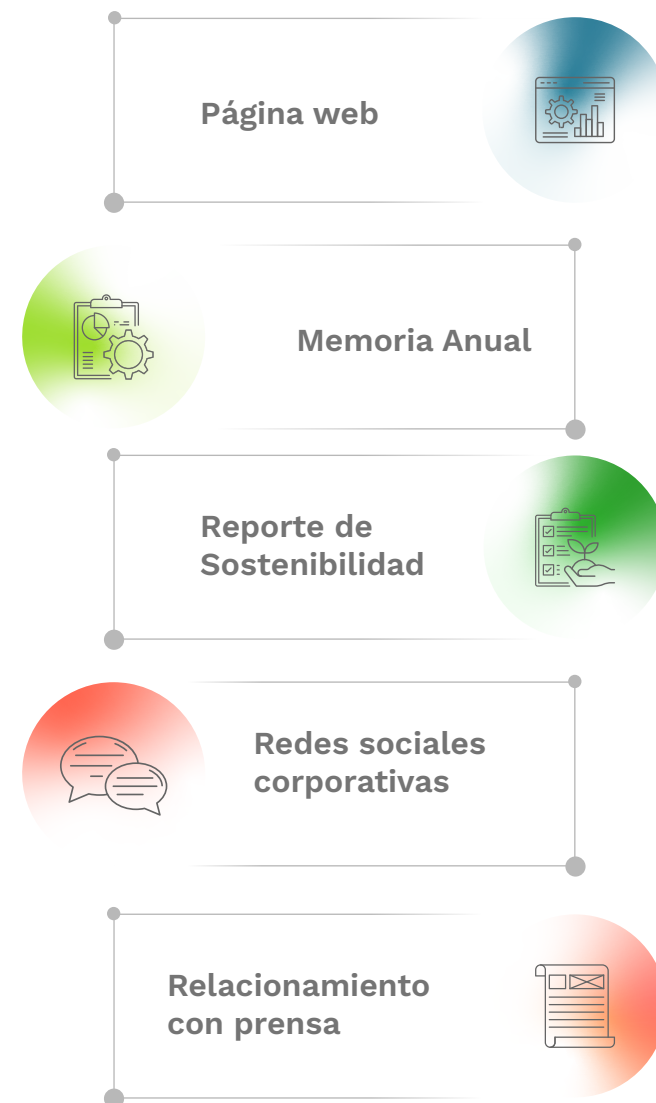 Página web
Memoria Anual
Reporte de
Sostenibilidad
Redes sociales
corporativas
Relacionamiento
con prensa